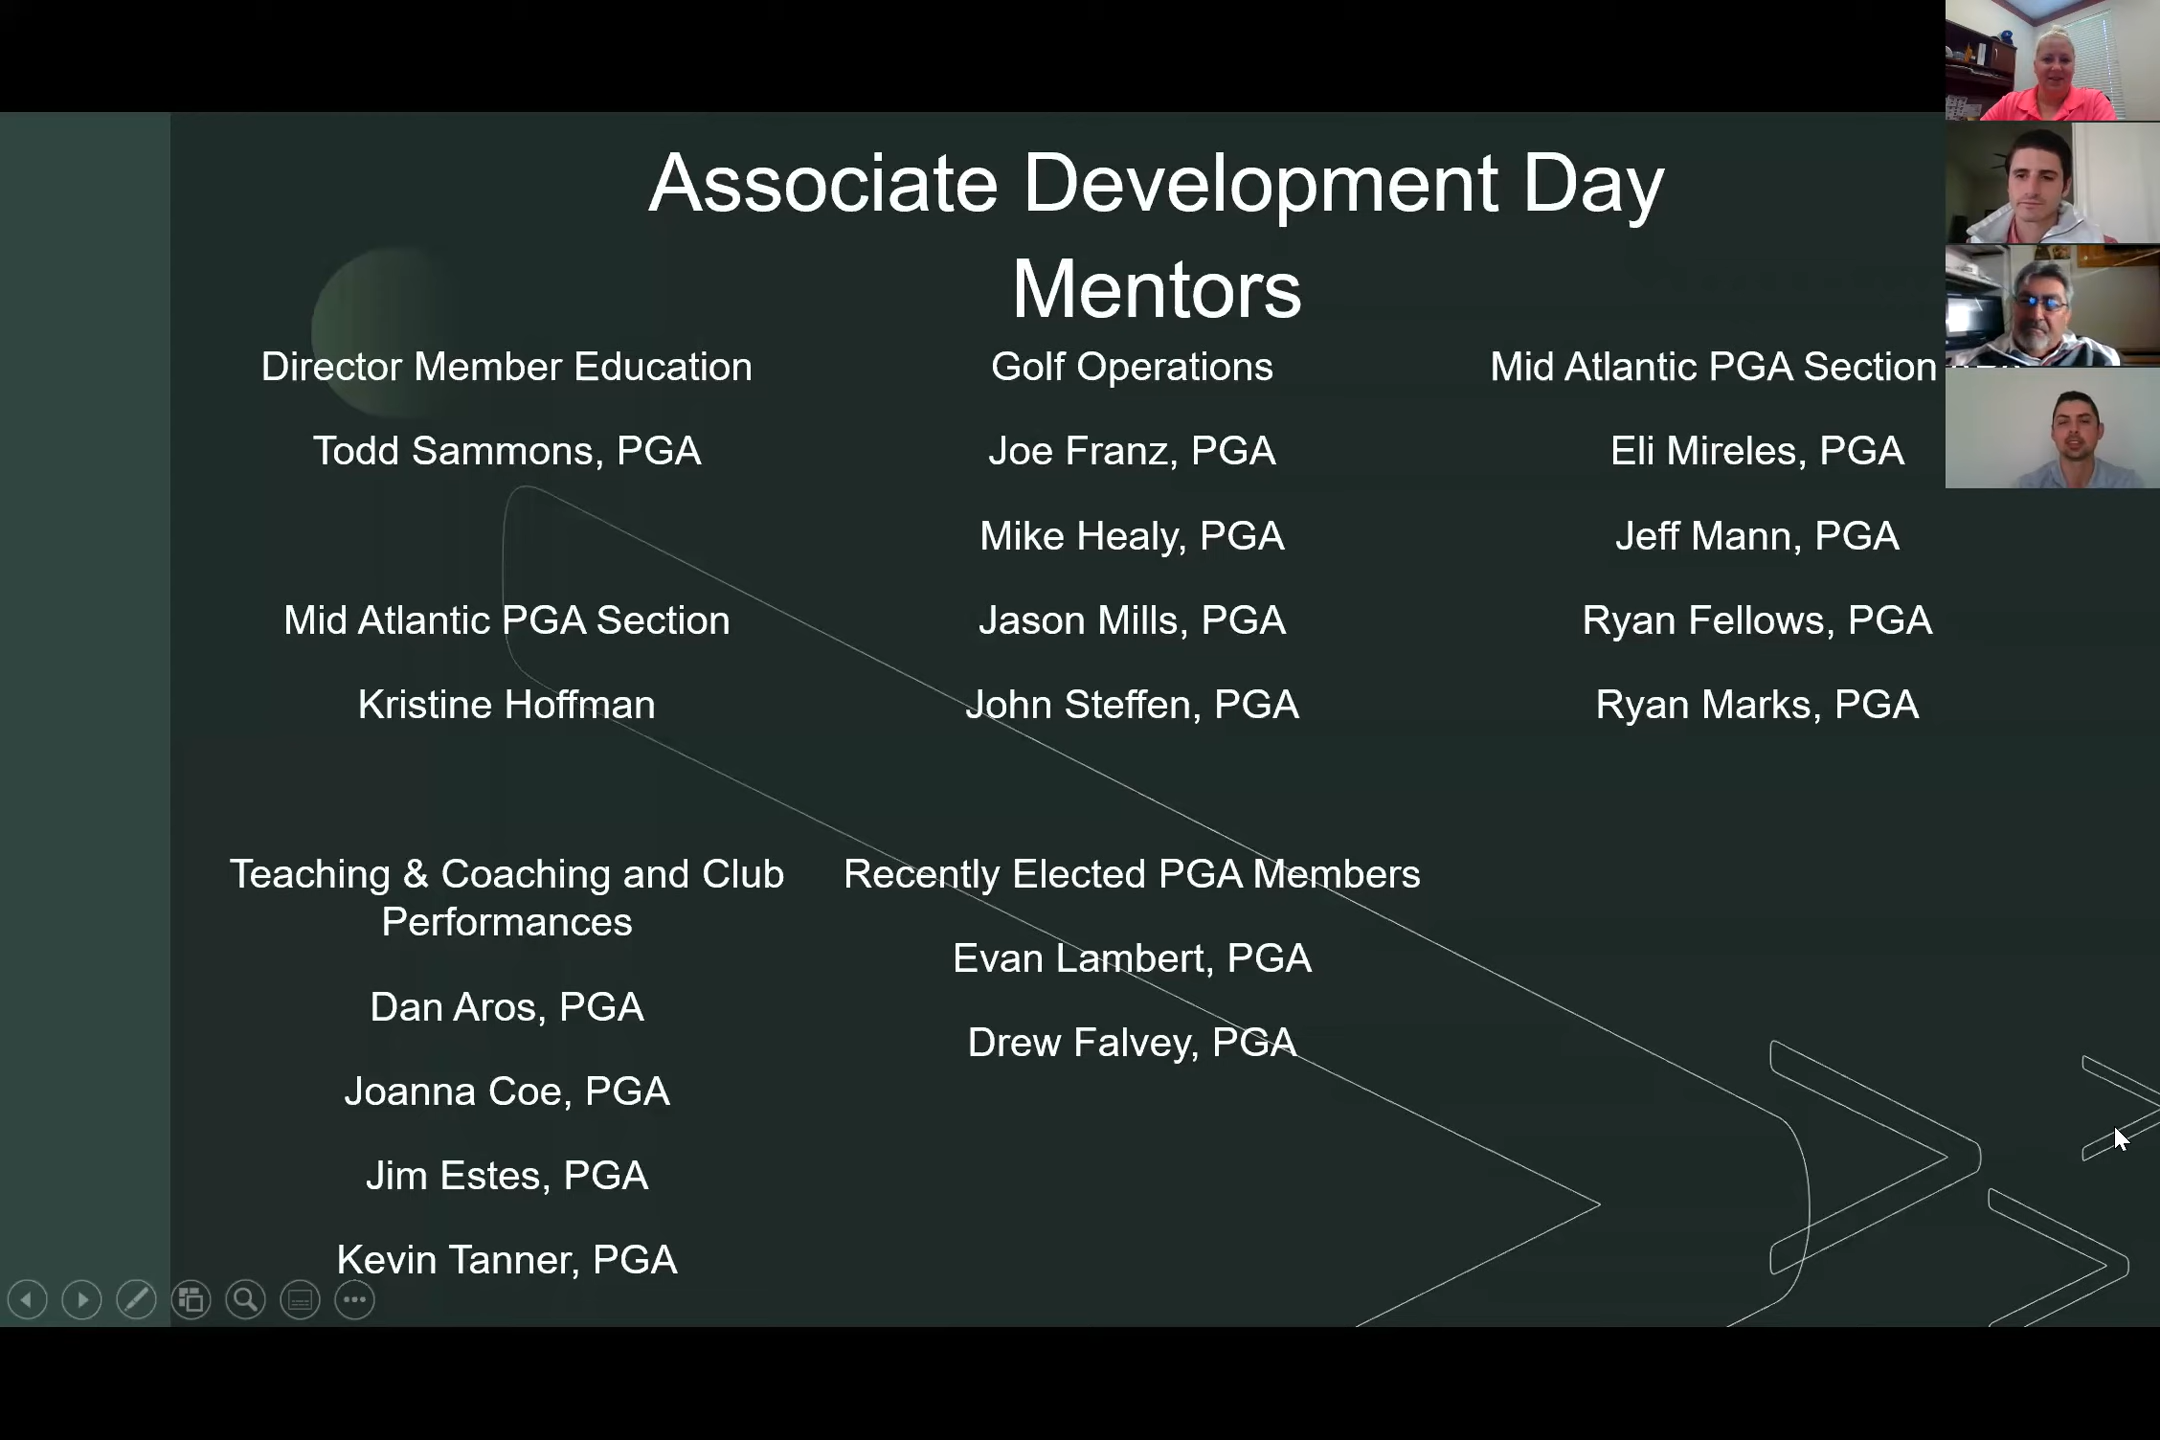 Associate Development Day
Mentors
Director Member Education
Todd Sammons, PGA
Mid Atlantic PGA Section
Kristine Hoffman
Teaching & Coaching and Club
Performances
Dan Aros, PGA
Joanna Coe, PGA
Jim Estes, PGA
Kevin Tanner, PGA
Golf Operations
Joe Franz, PGA
Mike Healy, PGA
Jason Mills, PGA
John Steffen, PGA
Recently Elected PGA Members
Evan Lambert, PGA
Drew Falvey, PGA
Mid Atlantic PGA Section
Eli Mireles, PGA
Jeff Mann, PGA
Ryan Fellows, PGA
Ryan Marks, PGA